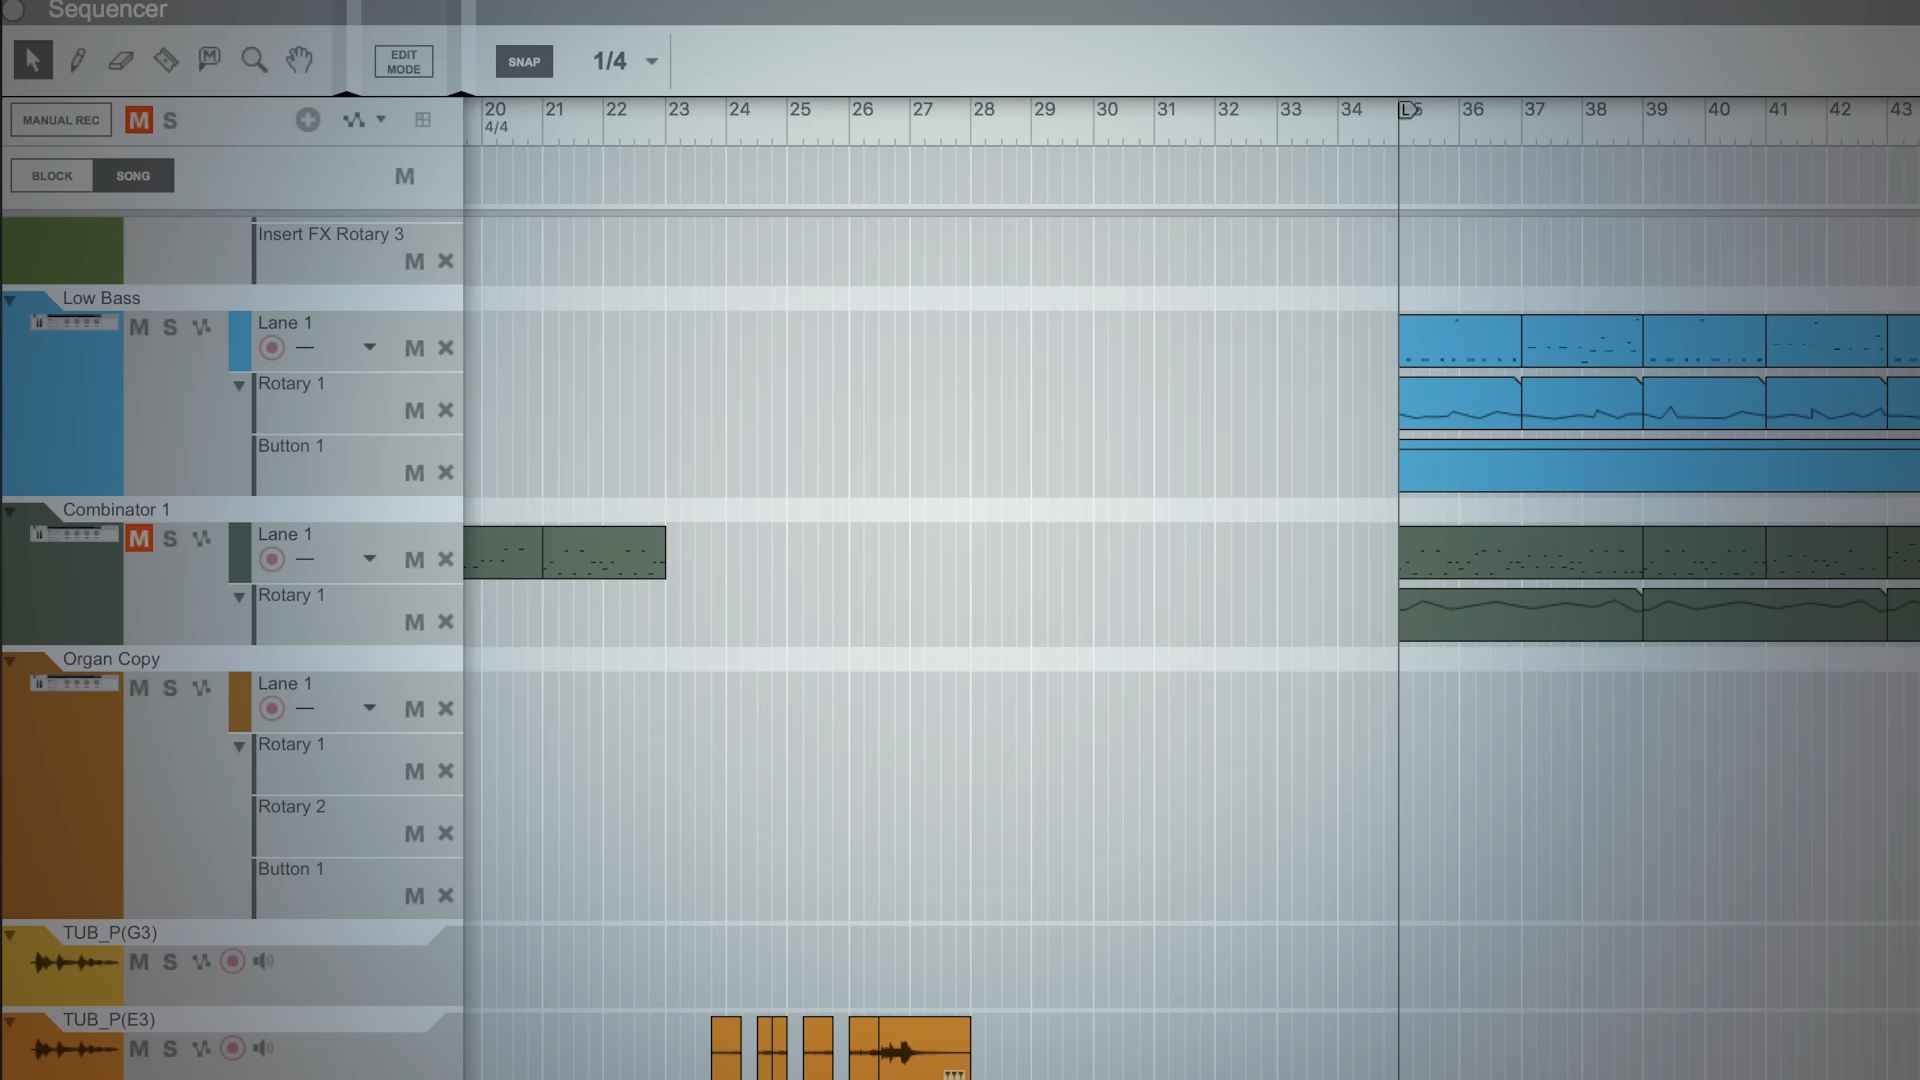 Sequencer
EDIT MODE
SNAP
1/4
MANUAL REC
M S
20 21 22 23 24 25 26 27 28 29 30 31 32 33 34 L 36 37 38 39 40 41 42 43
4/4
BLOCK SONG M
Insert FX Rotary 3
M
Low Bass
M S
Lane 1
M
Rotary 1
M
Button 1
M
Combinator 1
M S
Lane 1
M
Rotary 1
M
Organ Copy
M S
Lane 1
M
Rotary 1
M
Rotary 2
M
Button 1
M
TUB_P(G3)
M S
TUB_P(E3)
M S